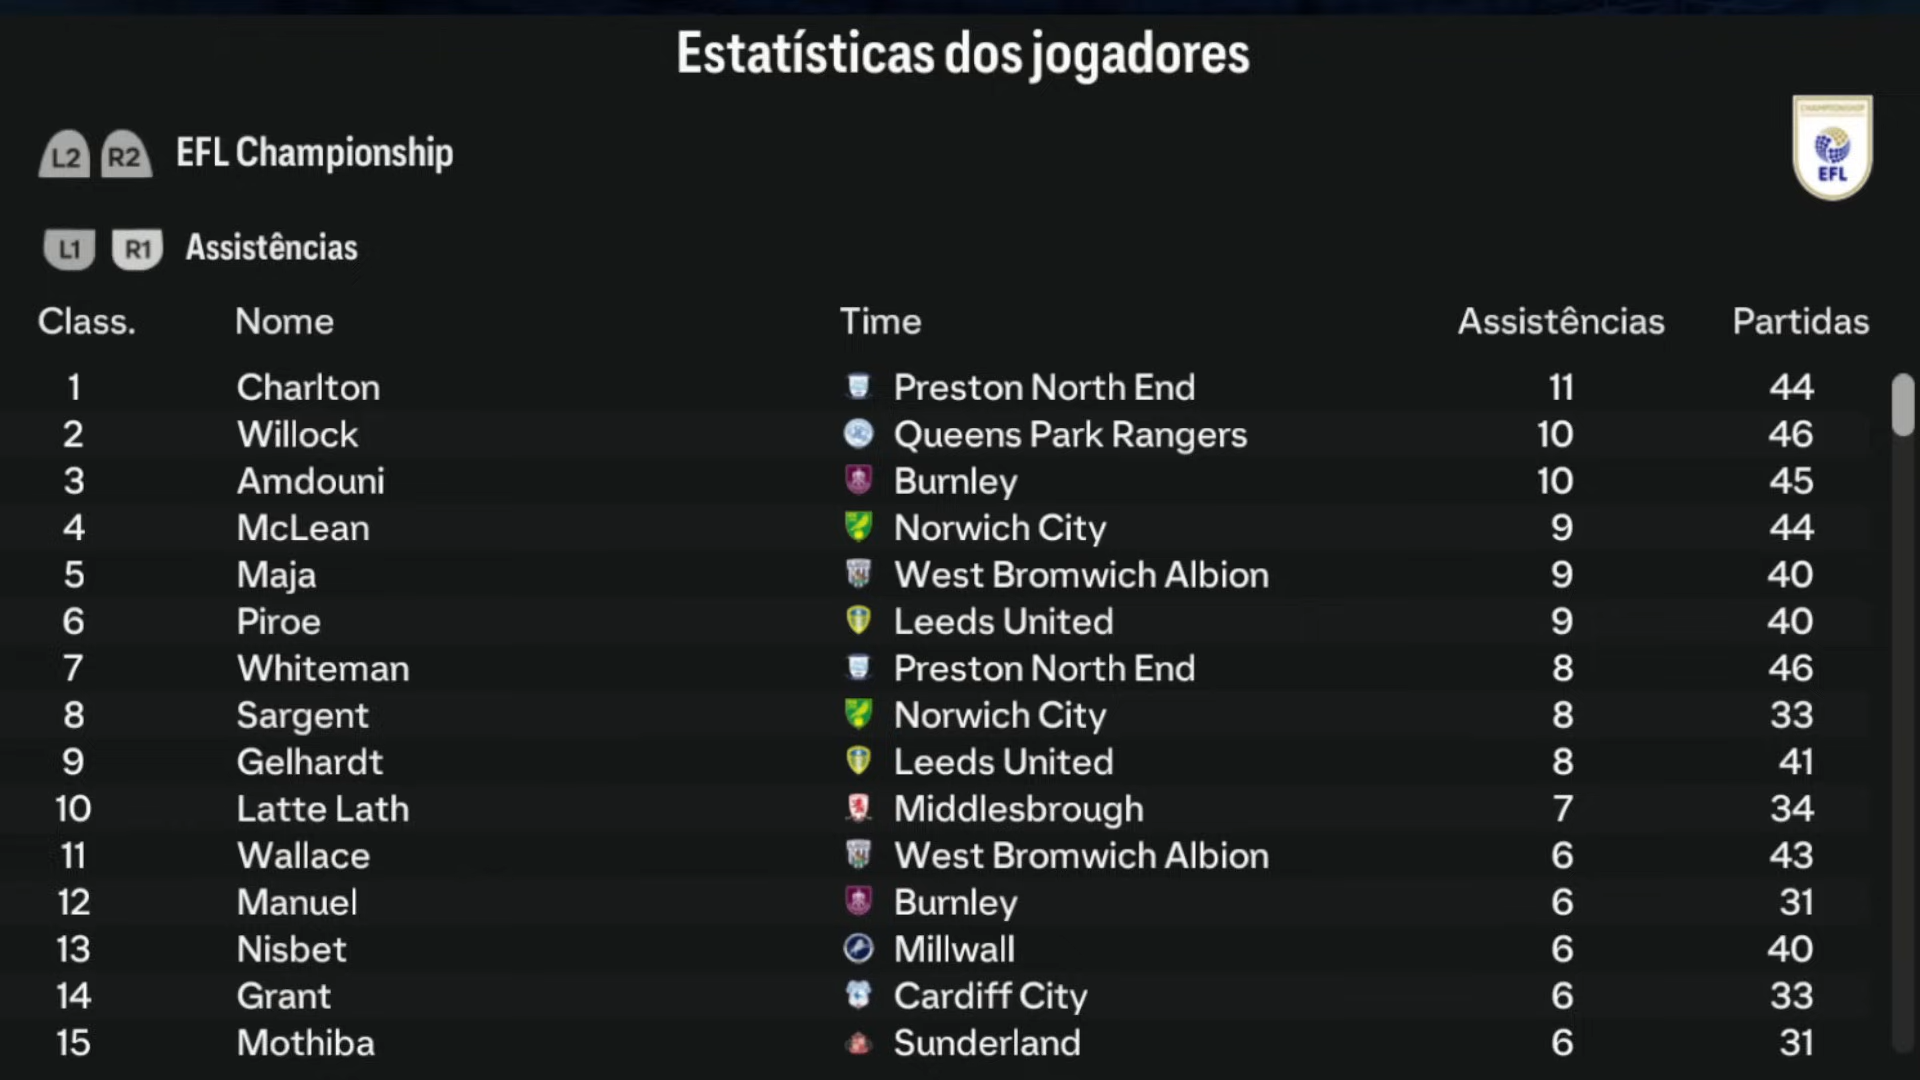 Estatísticas dos jogadores
L2 R2 EFL Championship
EFL
L1 R1 Assistências
Class. Nome Time Assistências Partidas
1 Charlton Preston North End 11 44
2 Willock Queens Park Rangers 10 46
3 Amdouni Burnley 10 45
4 McLean Norwich City 9 44
5 Maja West Bromwich Albion 9 40
6 Piroe Leeds United 9 40
7 Whiteman Preston North End 8 46
8 Sargent Norwich City 8 33
9 Gelhardt Leeds United 8 41
10 Latte Lath Middlesbrough 7 34
11 Wallace West Bromwich Albion 6 43
12 Manuel Burnley 6 31
13 Nisbet Millwall 6 40
14 Grant Cardiff City 6 33
15 Mothiba Sunderland 6 31